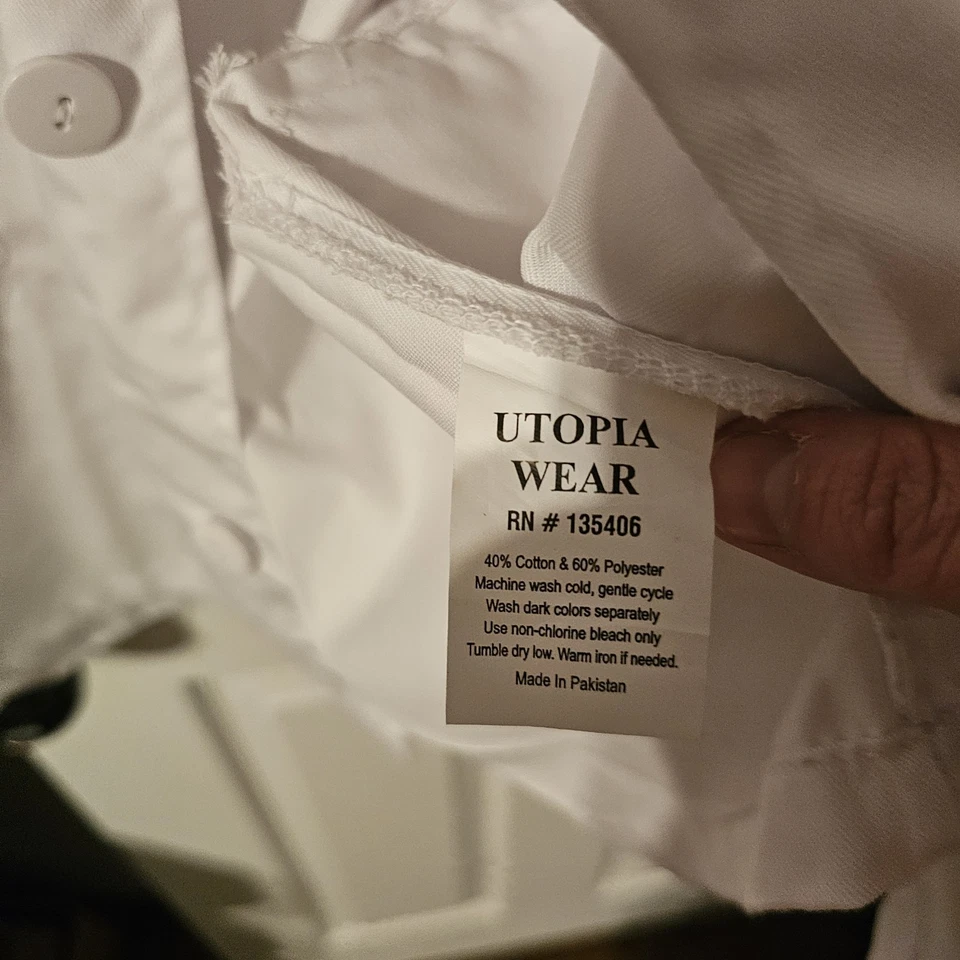 UTOPIA
WEAR
RN # 135406
40% Cotton & 60% Polyester
Machine wash cold, gentle cycle
Wash dark colors separately
Use non-chlorine bleach only
Tumble dry low. Warm iron if needed.
Made In Pakistan